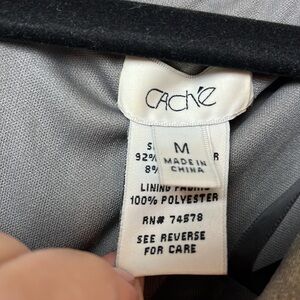 CACHÉ
M
MADE IN
CHINA
S
92%
R
8%
LINING FABRIC
100% POLYESTER
RN# 74878
SEE REVERSE
FOR CARE